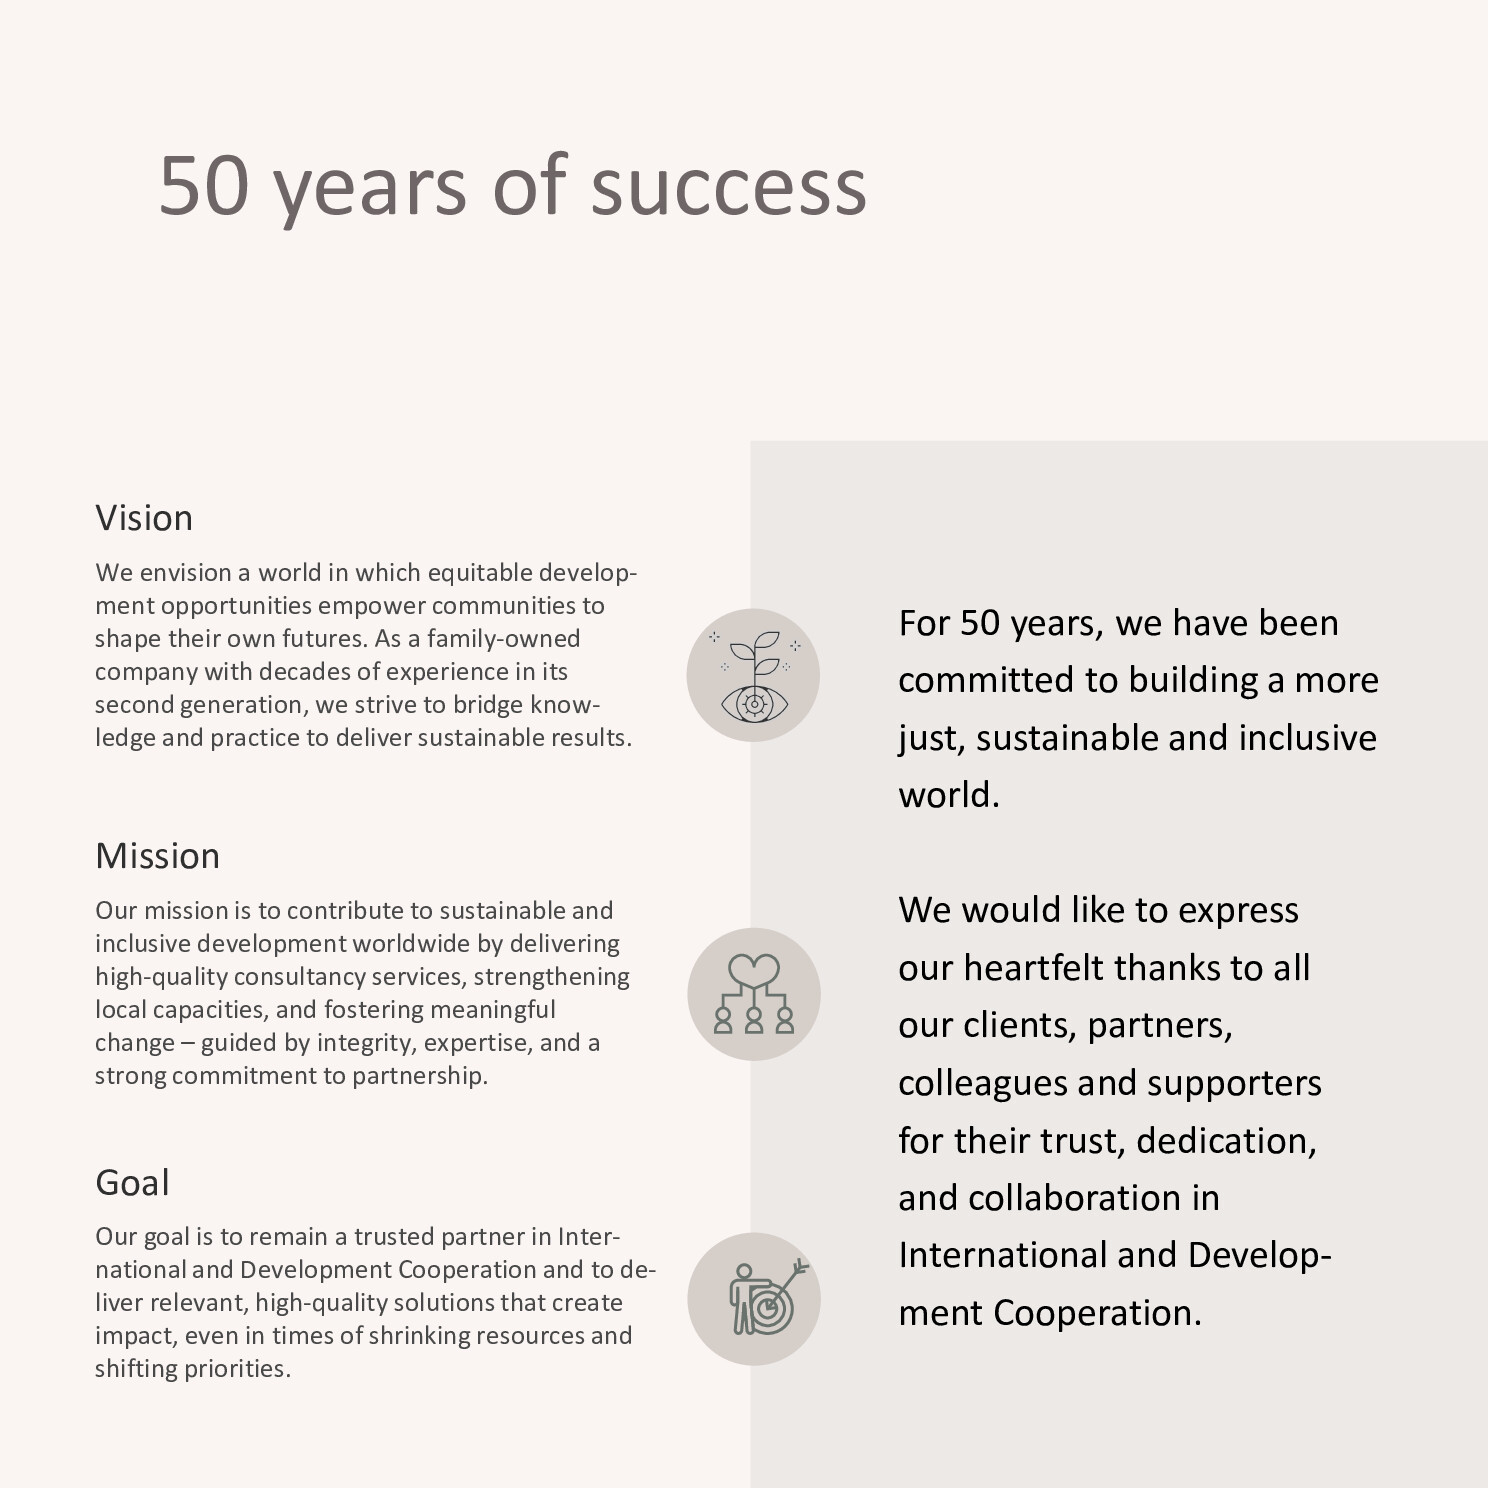 50 years of success
Vision
We envision a world in which equitable develop-
ment opportunities empower communities to
shape their own futures. As a family-owned
company with decades of experience in its
second generation, we strive to bridge know-
ledge and practice to deliver sustainable results.
Mission
Our mission is to contribute to sustainable and
inclusive development worldwide by delivering
high-quality consultancy services, strengthening
local capacities, and fostering meaningful
change – guided by integrity, expertise, and a
strong commitment to partnership.
Goal
Our goal is to remain a trusted partner in Inter-
national and Development Cooperation and to de-
liver relevant, high-quality solutions that create
impact, even in times of shrinking resources and
shifting priorities.
For 50 years, we have been
committed to building a more
just, sustainable and inclusive
world.
We would like to express
our heartfelt thanks to all
our clients, partners,
colleagues and supporters
for their trust, dedication,
and collaboration in
International and Develop-
ment Cooperation.